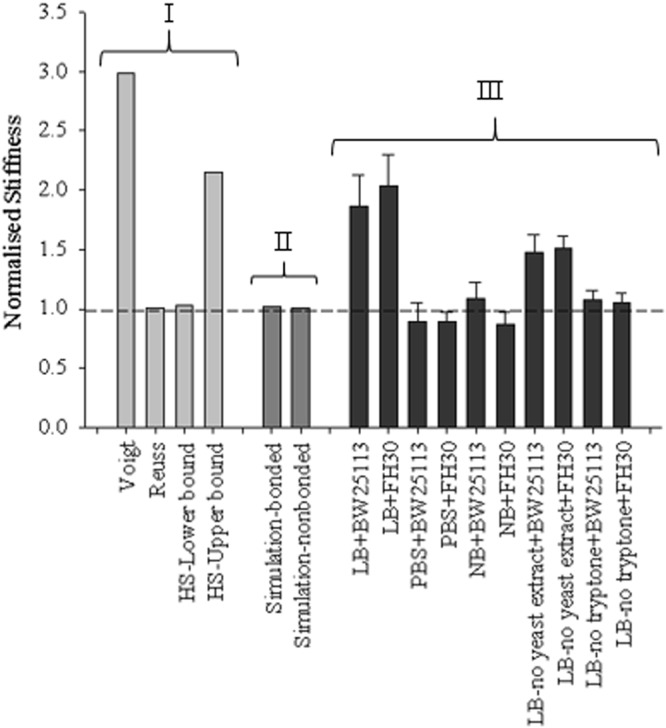 Normalised Stiffness
3.5
3.0
2.5
2.0
1.5
1.0
0.5
0.0
I
II
III
Voigt
Reuss
HS-Lower bound
HS-Upper bound
Simulation-bonded
Simulation-nonbonded
LB+BW25113
LB+FH30
PBS+BW25113
PBS+FH30
NB+BW25113
NB+FH30
LB-no yeast extract+BW25113
LB-no yeast extract+FH30
LB-no tryptone+BW25113
LB-no tryptone+FH30